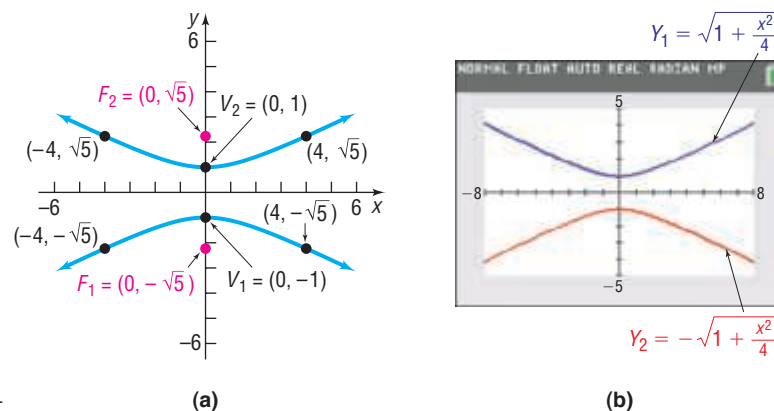 y
6
F₂ = (0, √5)
V₂ = (0, 1)
(−4, √5)
(4, √5)
−6
6
x
(−4, −√5)
(4, −√5)
F₁ = (0, −√5)
V₁ = (0, −1)
−6
(a)
Y₁ = √(1 + x²/4)
NORMAL FLOAT AUTO REAL RADIAN MP
5
−8
8
−5
Y₂ = −√(1 + x²/4)
(b)